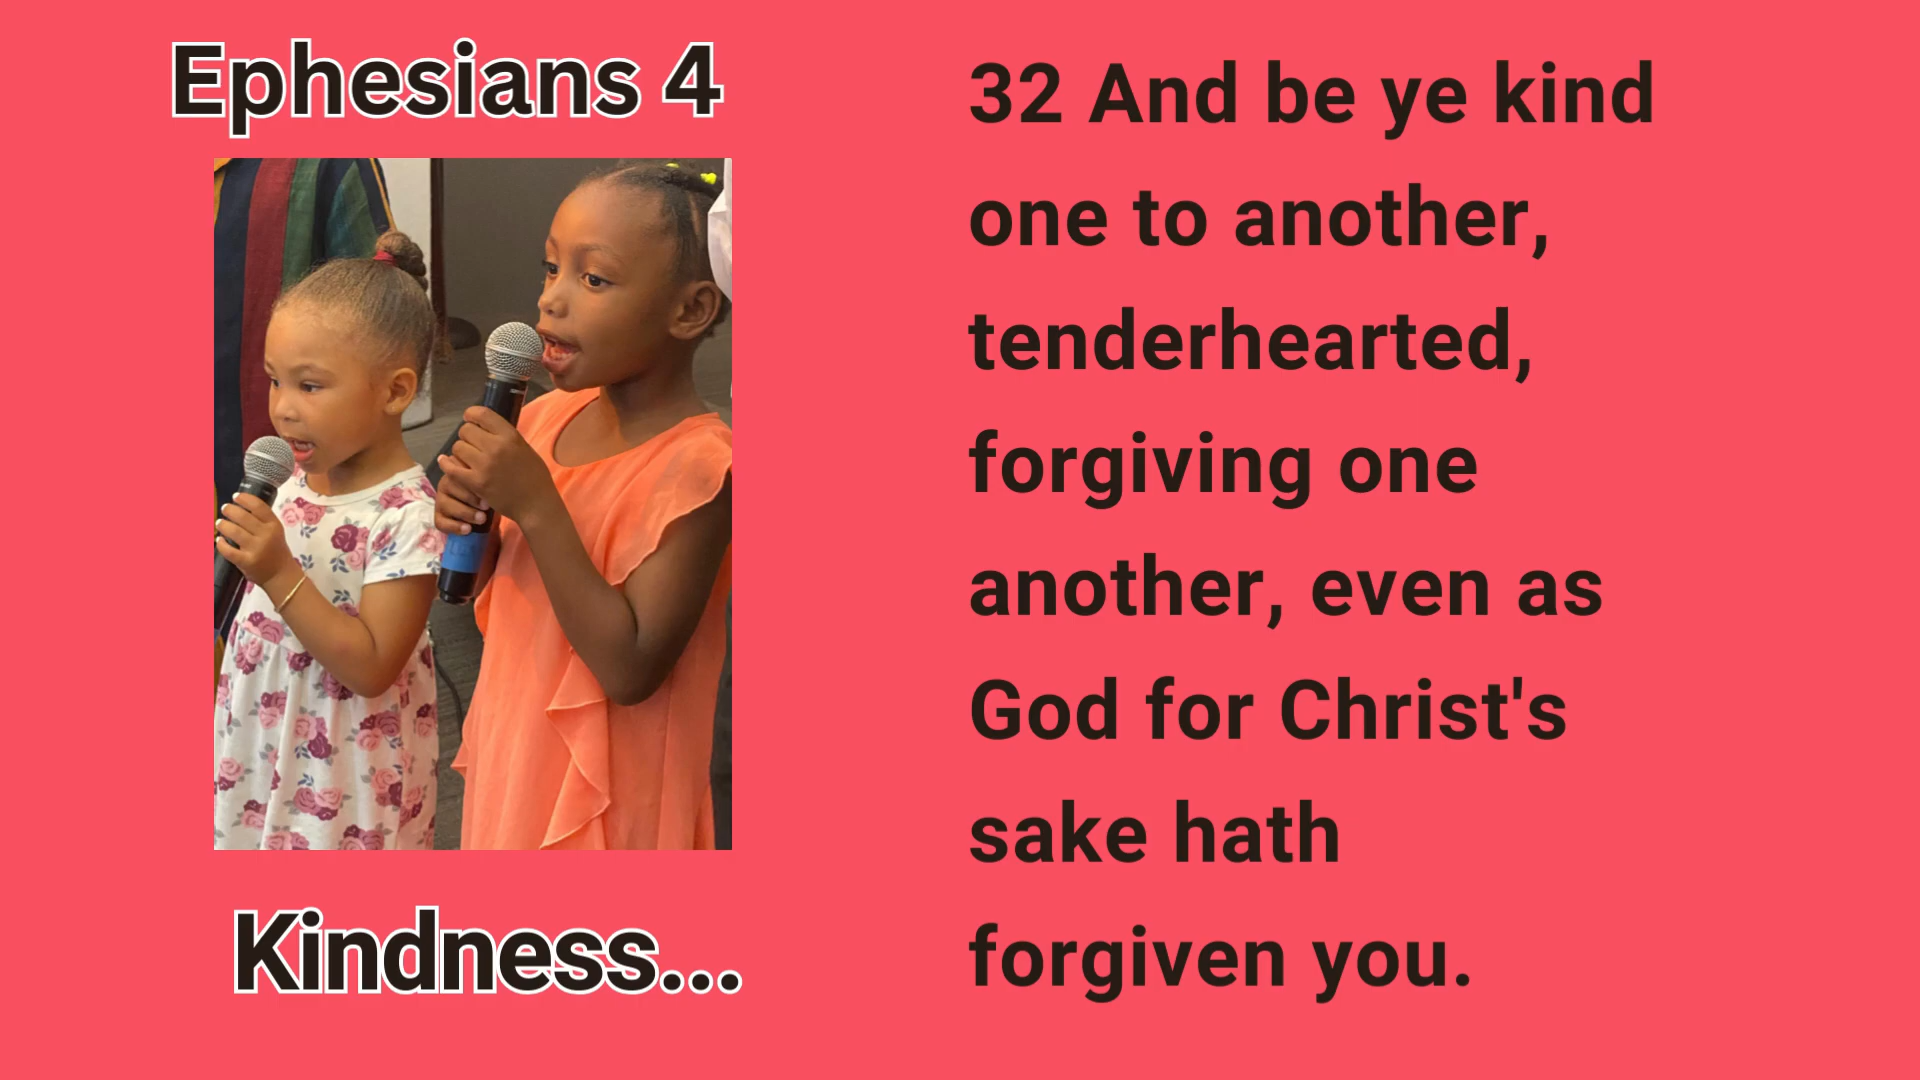 Ephesians 4
Kindness...
32 And be ye kind
one to another,
tenderhearted,
forgiving one
another, even as
God for Christ's
sake hath
forgiven you.